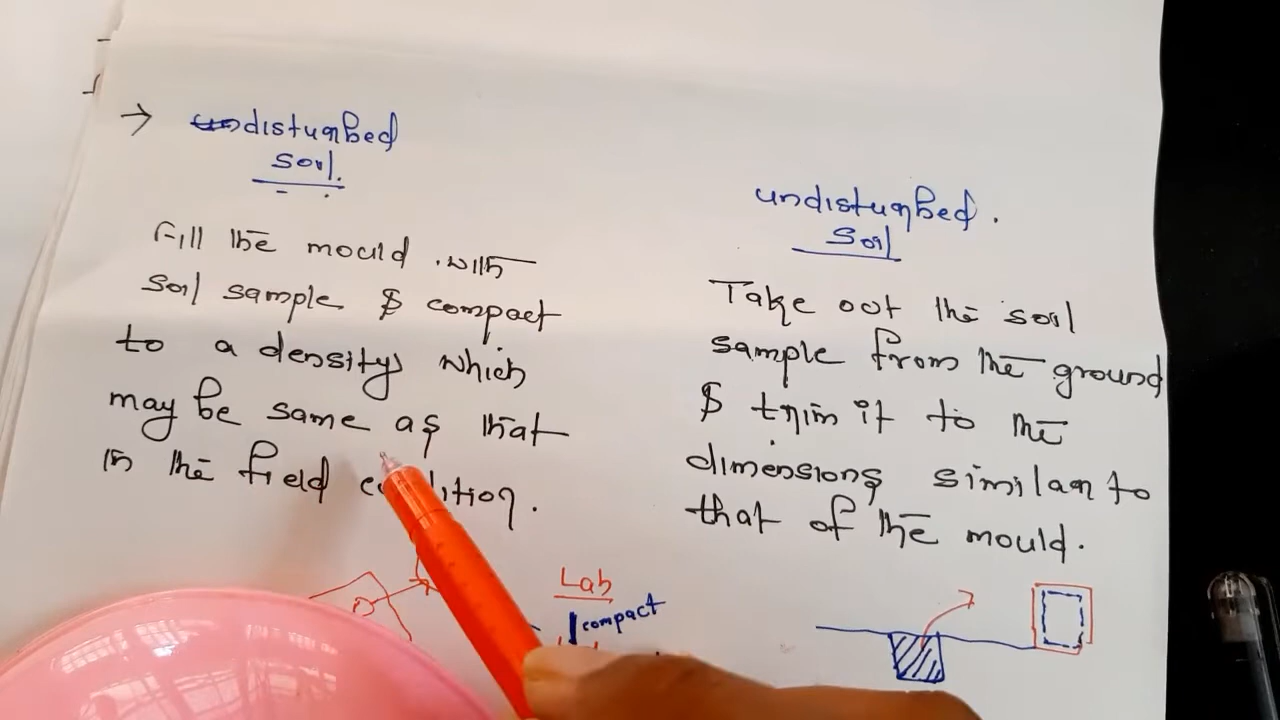 → disturbed
soil.
Fill the mould with
soil sample & compact
to a density which
may be same as that
in the field condition.
undisturbed.
soil
Take out the soil
sample from the ground
& trim it to the
dimensions similar to
that of the mould.
Lab
compact